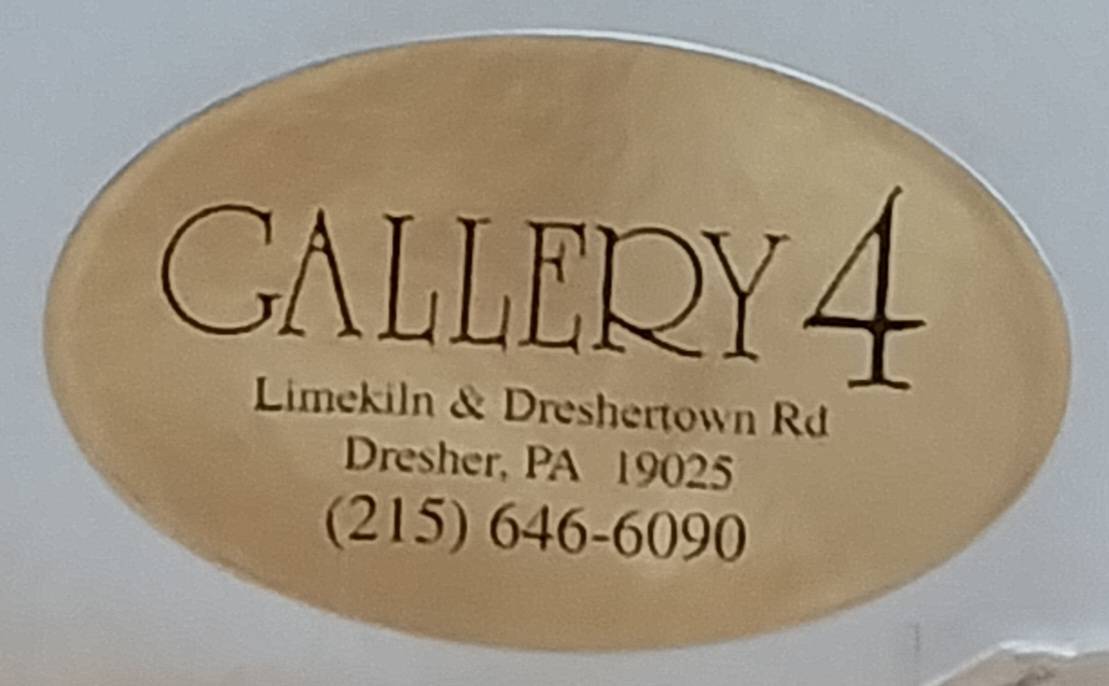 GALLERY 4
Limekiln & Dreshertown Rd
Dresher, PA 19025
(215) 646-6090